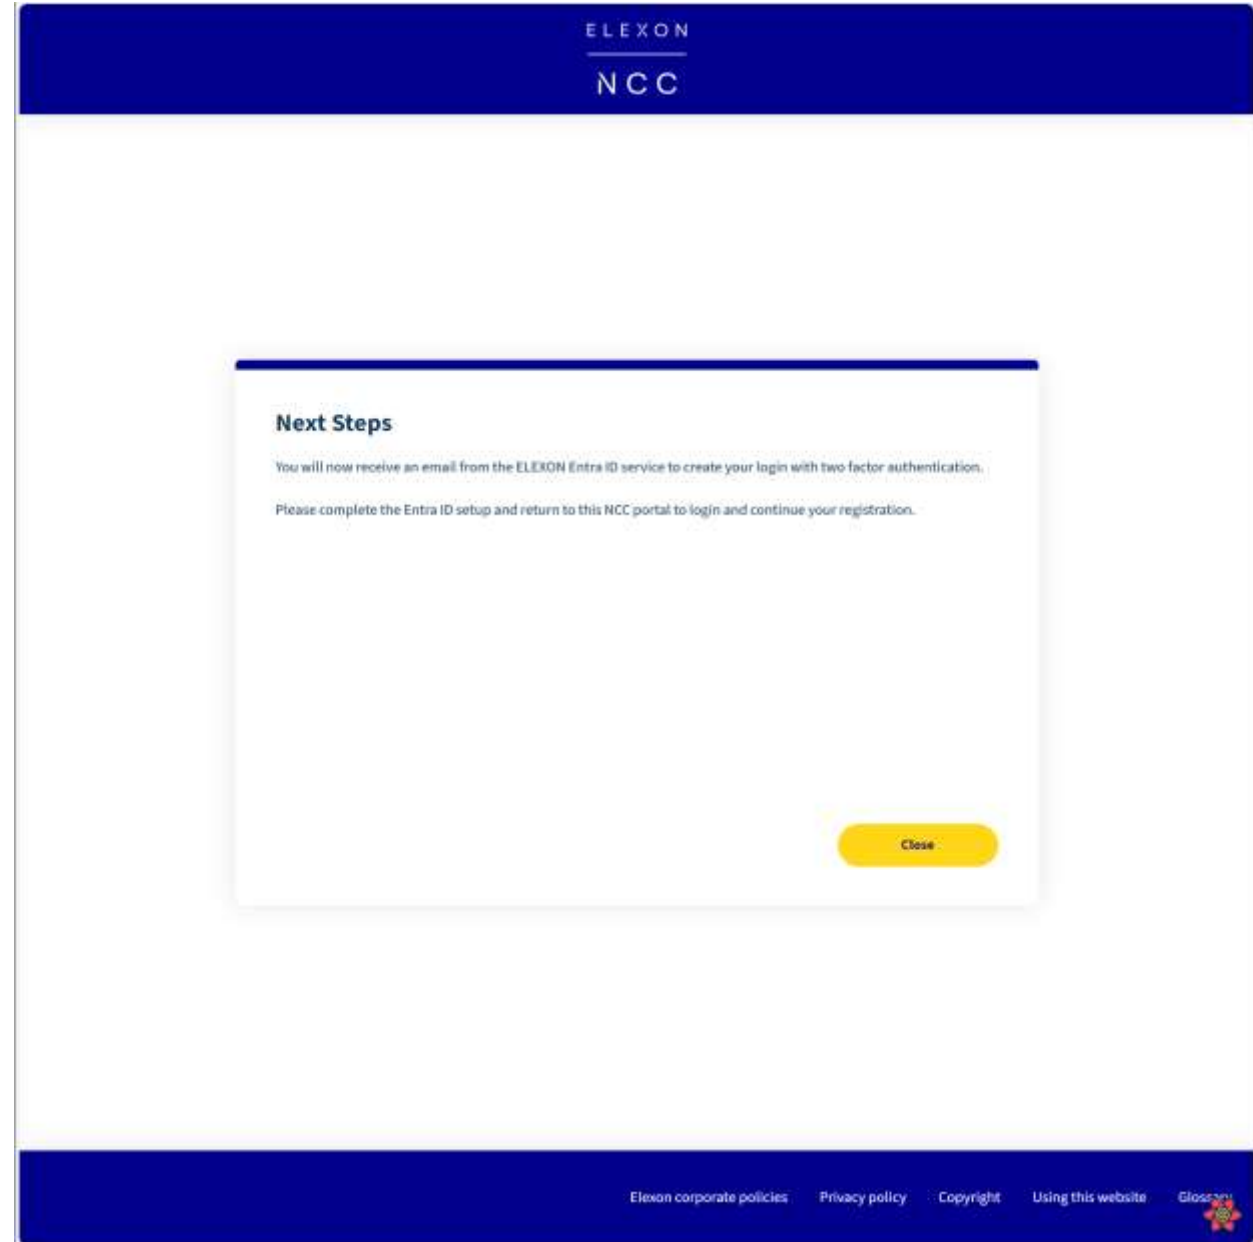 ELEXON
NCC
Next Steps
You will now receive an email from the ELEXON Entra ID service to create your login with two factor authentication.
Please complete the Entra ID setup and return to this NCC portal to login and continue your registration.
Close
Elexon corporate policies Privacy policy Copyright Using this website Glossary